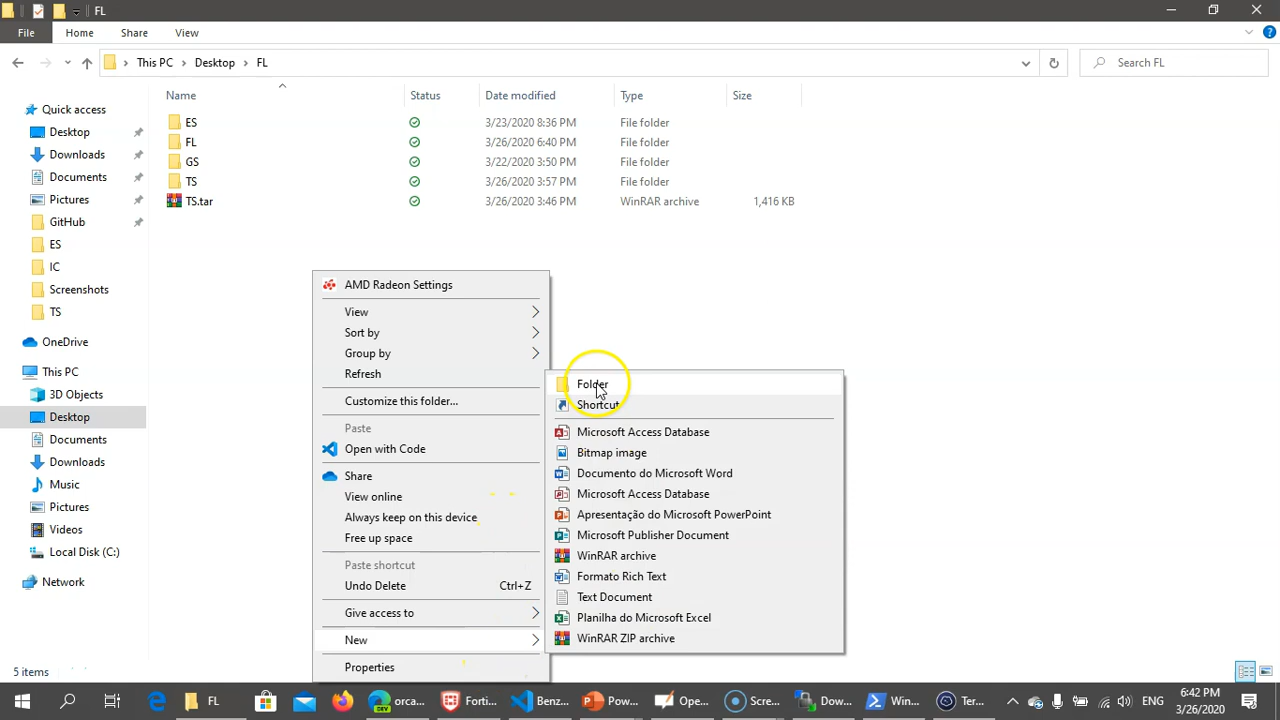 FL
File Home Share View
This PC Desktop FL Search FL
Name Status Date modified Type Size
ES 3/23/2020 8:36 PM File folder
FL 3/26/2020 6:40 PM File folder
GS 3/22/2020 3:50 PM File folder
TS 3/26/2020 3:57 PM File folder
TS.tar 3/26/2020 3:46 PM WinRAR archive 1,416 KB
Quick access
Desktop
Downloads
Documents
Pictures
GitHub
ES
IC
Screenshots
TS
OneDrive
This PC
3D Objects
Desktop
Documents
Downloads
Music
Pictures
Videos
Local Disk (C:)
Network
AMD Radeon Settings
View
Sort by
Group by
Refresh
Customize this folder...
Paste
Open with Code
Share
View online
Always keep on this device
Free up space
Paste shortcut
Undo Delete Ctrl+Z
Give access to
New
Properties
Folder
Shortcut
Microsoft Access Database
Bitmap image
Documento do Microsoft Word
Microsoft Access Database
Apresentação do Microsoft PowerPoint
Microsoft Publisher Document
WinRAR archive
Formato Rich Text
Text Document
Planilha do Microsoft Excel
WinRAR ZIP archive
5 items
FL orca... Forti... Benz... Pow... Ope... Scre... Dow... Win... Ter... ENG 6:42 PM
3/26/2020